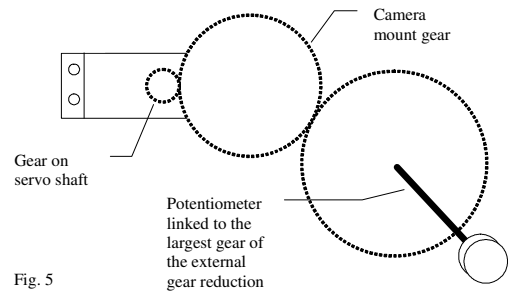 Camera
mount gear
Gear on
servo shaft
Potentiometer
linked to the
largest gear of
the external
gear reduction
Fig. 5